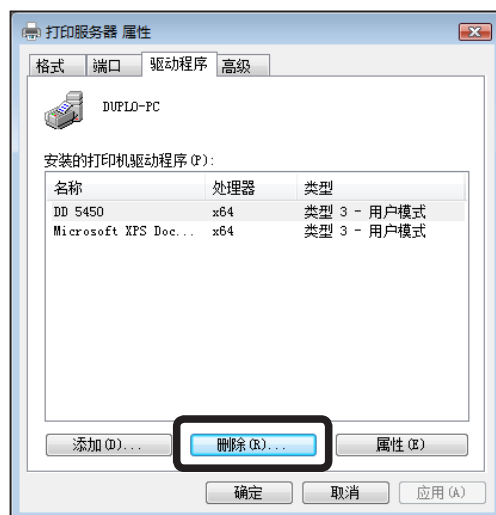 打印服务器 属性
格式 端口 驱动程序 高级
DUPLO-PC
安装的打印机驱动程序(P):
名称 处理器 类型
DD 5450 x64 类型 3 - 用户模式
Microsoft XPS Doc... x64 类型 3 - 用户模式
添加(D)... 删除(R)... 属性(E)
确定 取消 应用(A)